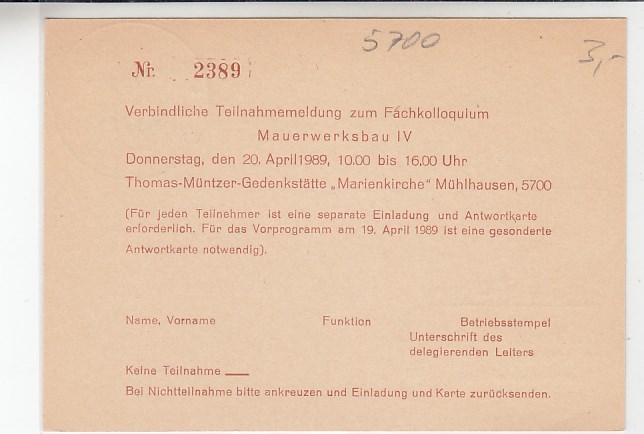 5700
3,-
Nr. 2389
Verbindliche Teilnahmemeldung zum Fachkolloquium
Mauerwerksbau IV
Donnerstag, den 20. April 1989, 10.00 bis 16.00 Uhr
Thomas-Müntzer-Gedenkstätte „Marienkirche" Mühlhausen, 5700
(Für jeden Teilnehmer ist eine separate Einladung und Antwortkarte
erforderlich. Für das Vorprogramm am 19. April 1989 ist eine gesonderte
Antwortkarte notwendig).
Name, Vorname Funktion Betriebsstempel
Unterschrift des
delegierenden Leiters
Keine Teilnahme ___
Bei Nichtteilnahme bitte ankreuzen und Einladung und Karte zurücksenden.